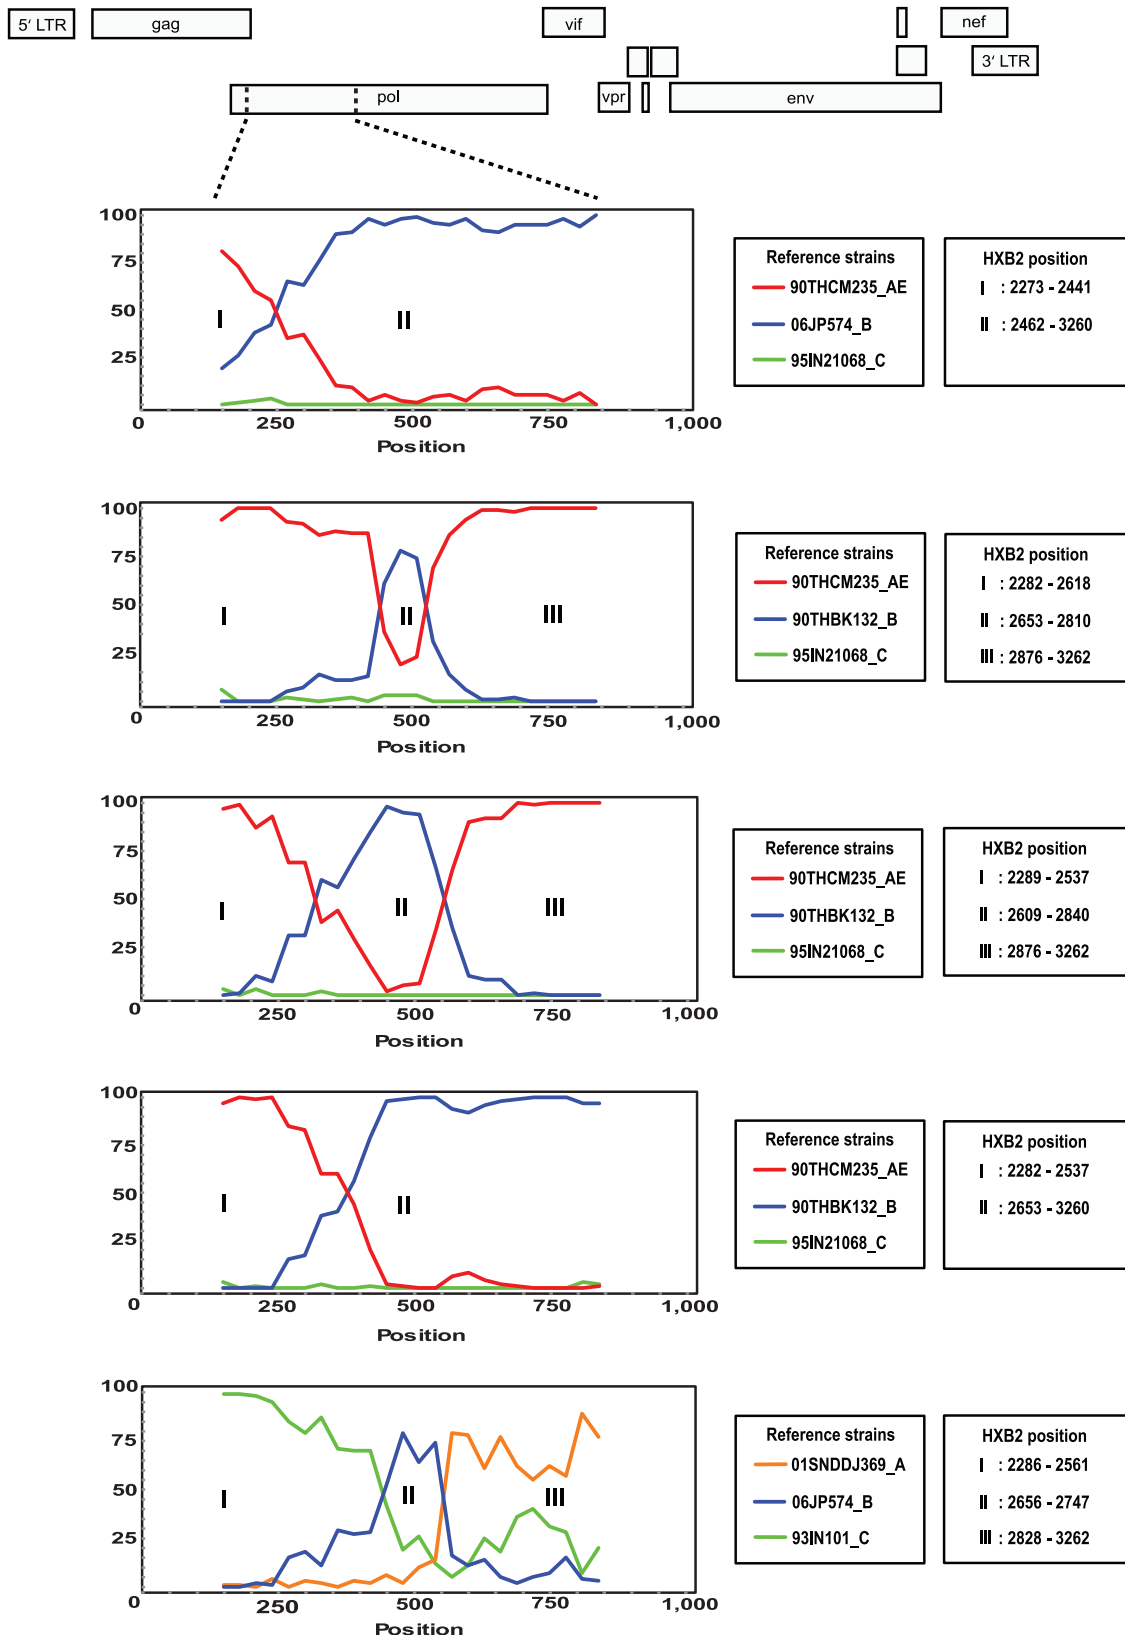 5′ LTR
gag
vif
nef
3′ LTR
pol
vpr
env
100
75
50
25
0
250
500
750
1,000
Position
I
II
Reference strains
90THCM235_AE
06JP574_B
95IN21068_C
HXB2 position
I : 2273 - 2441
II : 2462 - 3260
100
75
50
25
0
250
500
750
1,000
Position
I
II
III
Reference strains
90THCM235_AE
90THBK132_B
95IN21068_C
HXB2 position
I : 2282 - 2618
II : 2653 - 2810
III : 2876 - 3262
100
75
50
25
0
250
500
750
1,000
Position
I
II
III
Reference strains
90THCM235_AE
90THBK132_B
95IN21068_C
HXB2 position
I : 2289 - 2537
II : 2609 - 2840
III : 2876 - 3262
100
75
50
25
0
250
500
750
1,000
Position
I
II
Reference strains
90THCM235_AE
90THBK132_B
95IN21068_C
HXB2 position
I : 2282 - 2537
II : 2653 - 3260
100
75
50
25
0
250
500
750
1,000
Position
I
II
III
Reference strains
01SNDDJ369_A
06JP574_B
93IN101_C
HXB2 position
I : 2286 - 2561
II : 2656 - 2747
III : 2828 - 3262